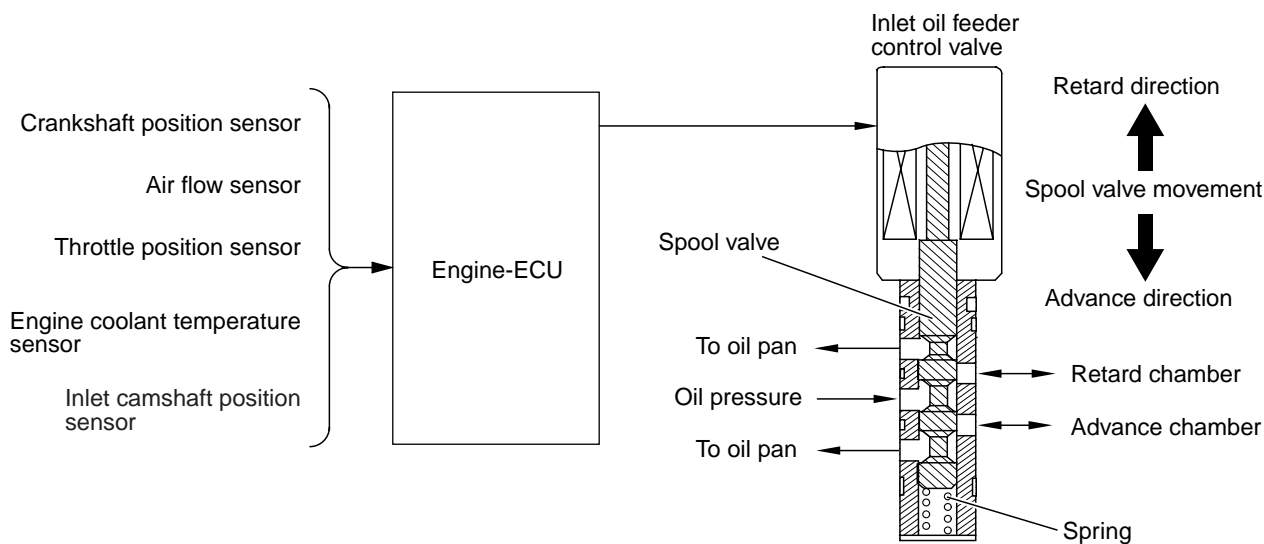 Inlet oil feeder
control valve
Retard direction
Crankshaft position sensor
Air flow sensor
Spool valve movement
Throttle position sensor
Spool valve
Engine-ECU
Advance direction
Engine coolant temperature
sensor
To oil pan
Retard chamber
Inlet camshaft position
sensor
Oil pressure
Advance chamber
To oil pan
Spring